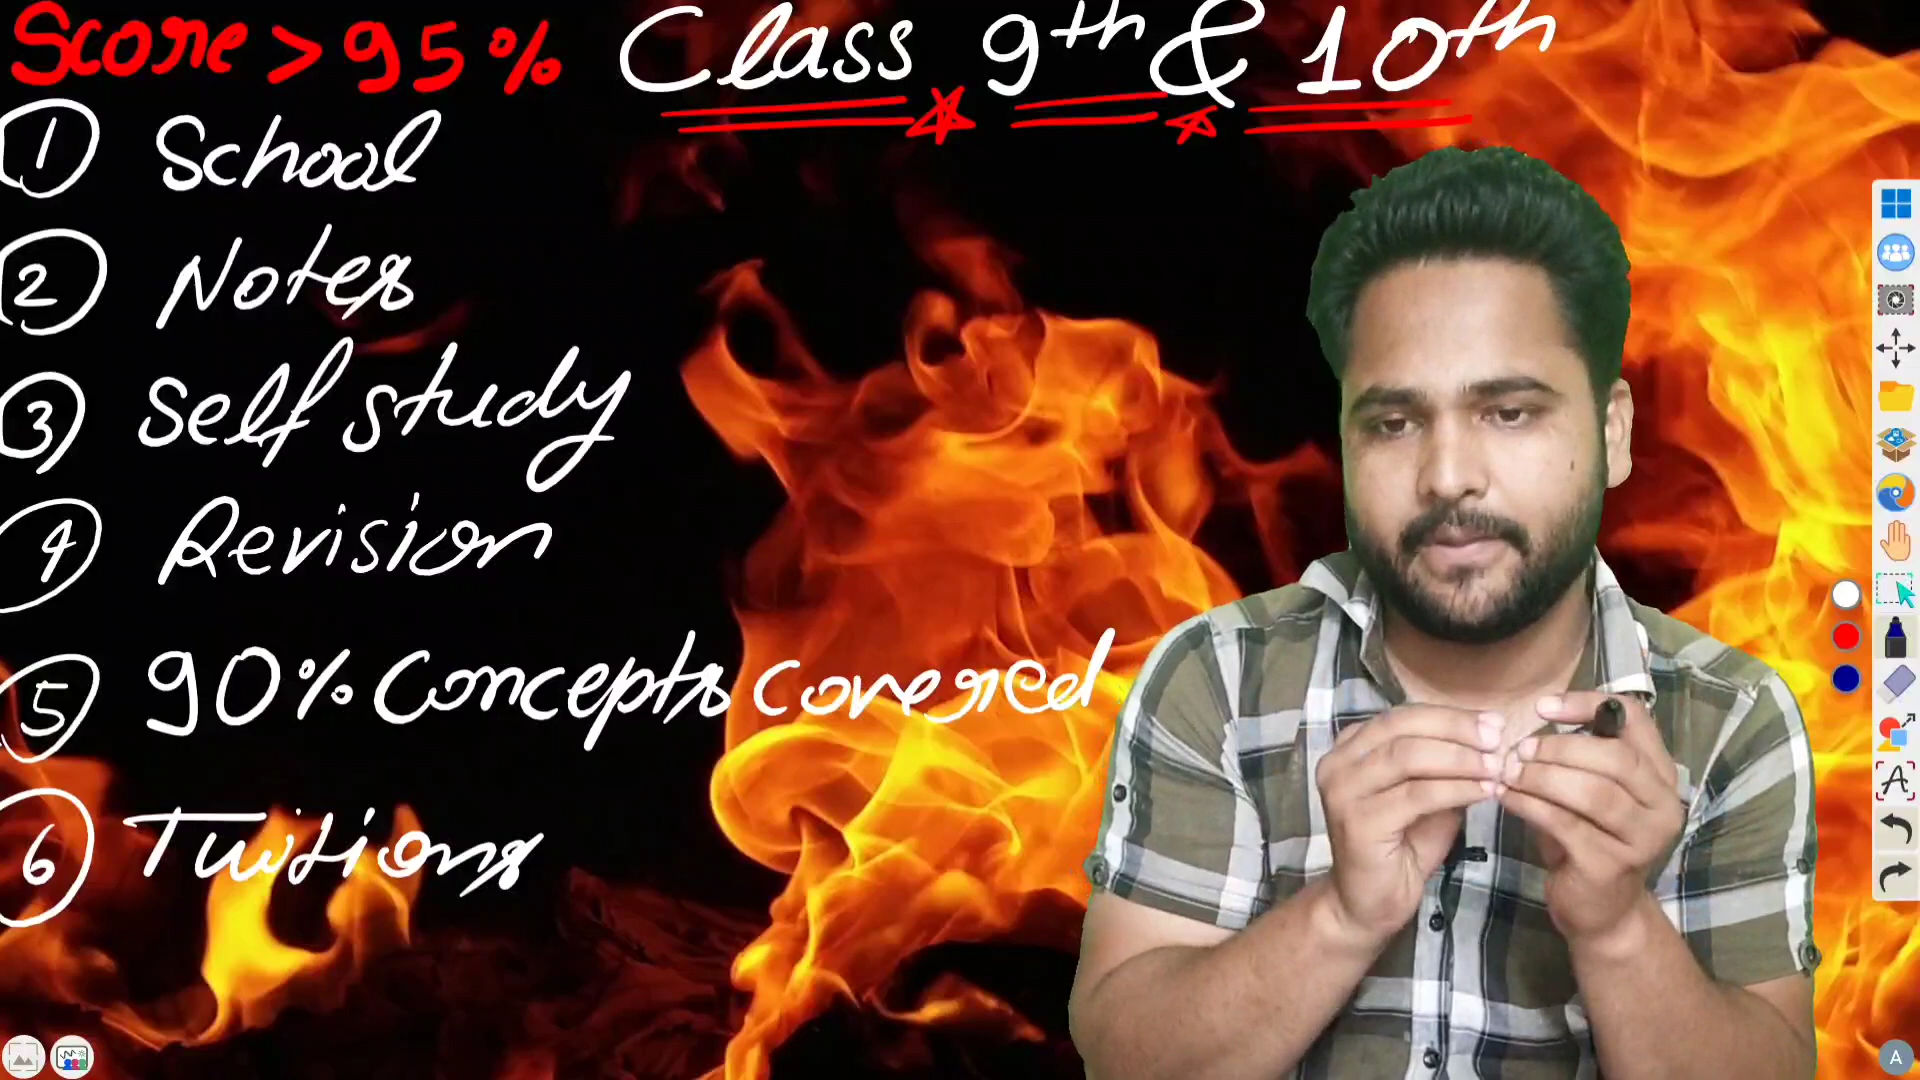 Score > 95% Class 9th & 10th
1 School
2 Notes
3 Self study
4 Revision
5 90% Concepts covered
6 Tuitions
A
A